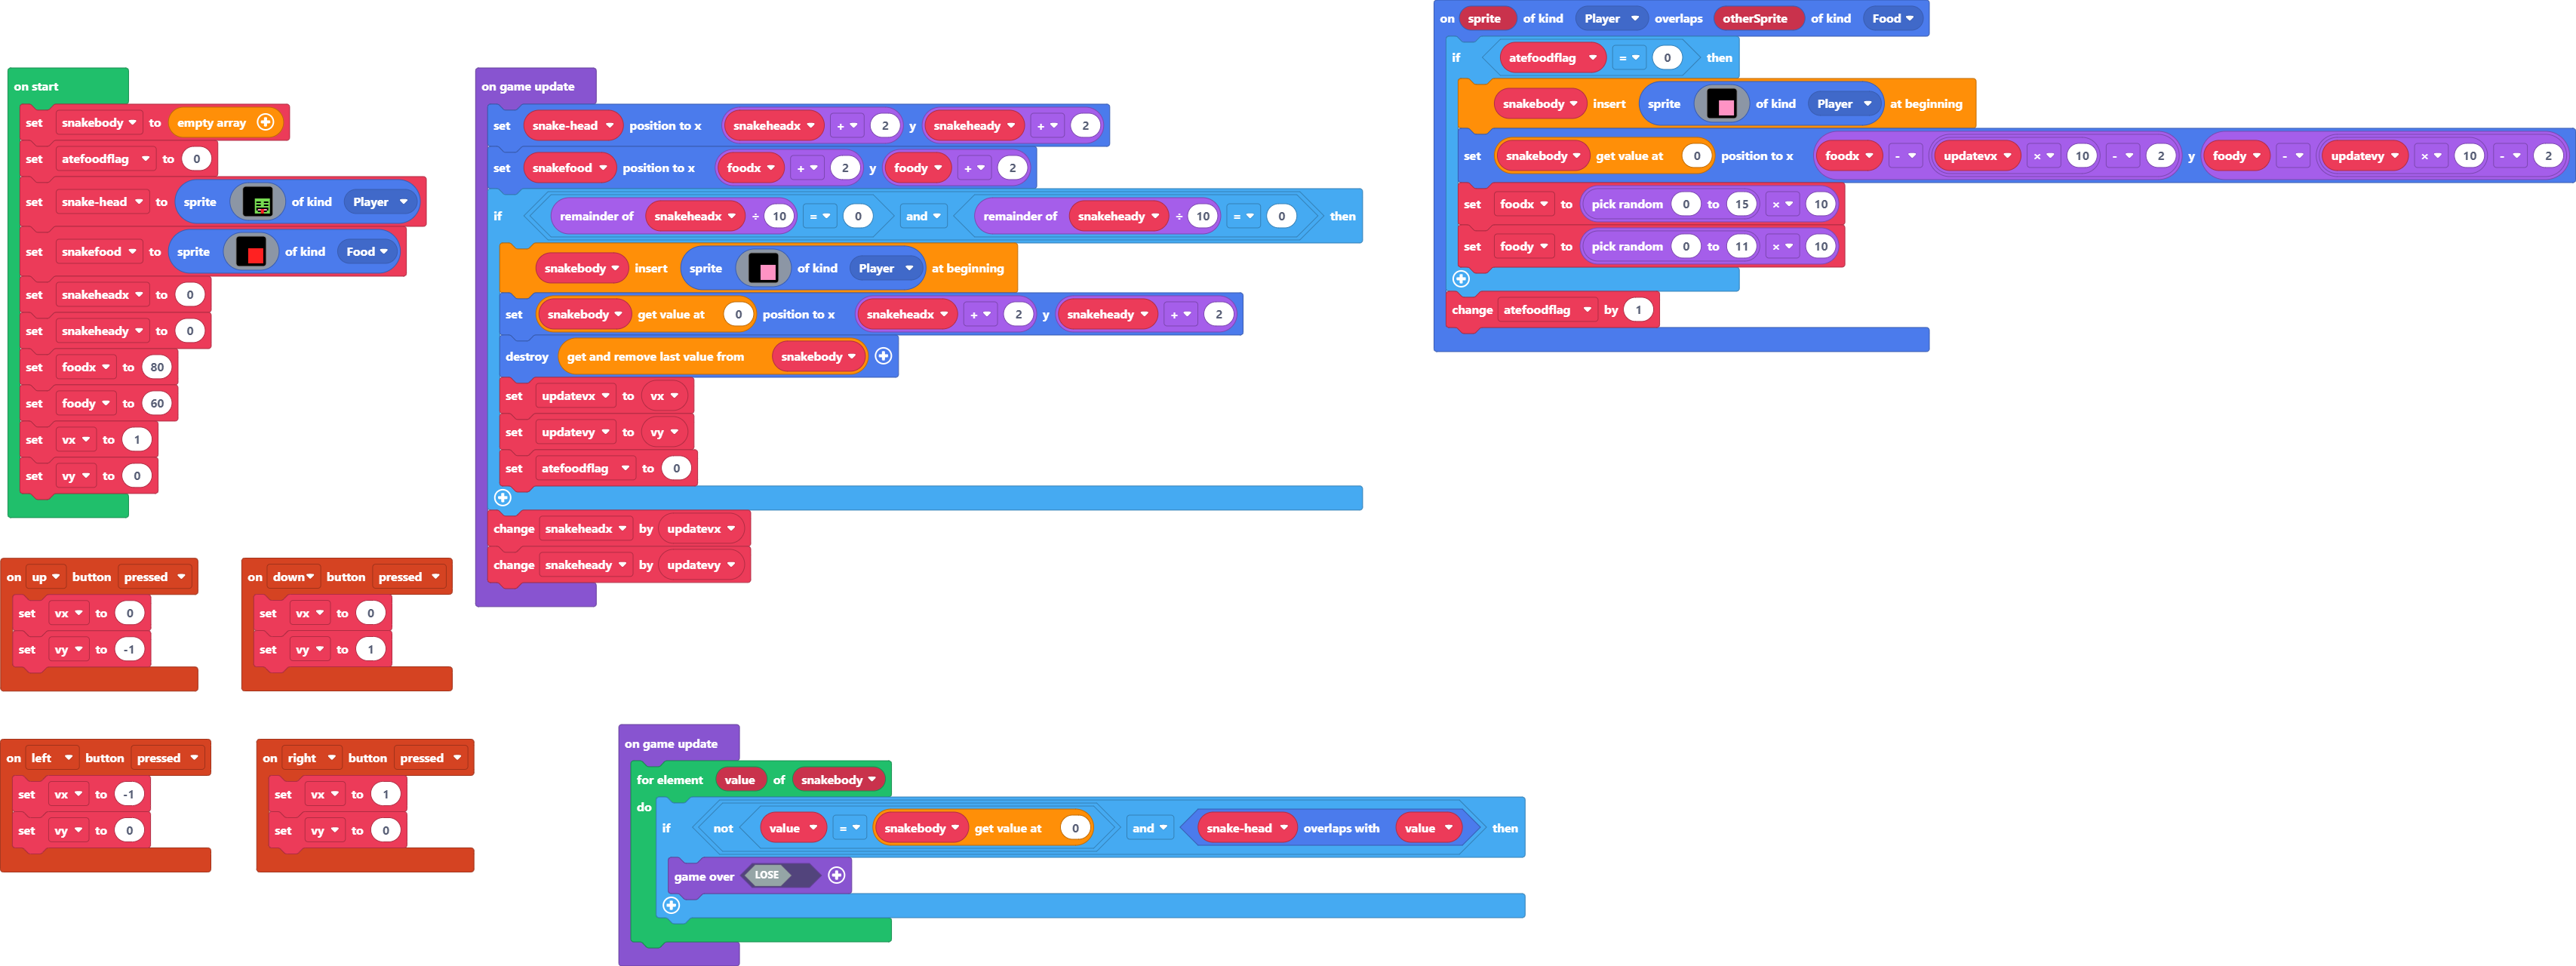 on start
set snakebody to empty array
set atefoodflag to 0
set snake-head to sprite of kind Player
set snakefood to sprite of kind Food
set snakeheadx to 0
set snakeheady to 0
set foodx to 80
set foody to 60
set vx to 1
set vy to 0
on game update
set snake-head position to x snakeheadx + 2 y snakeheady + 2
set snakefood position to x foodx + 2 y foody + 2
if remainder of snakeheadx ÷ 10 = 0 and remainder of snakeheady ÷ 10 = 0 then
snakebody insert sprite of kind Player at beginning
set snakebody get value at 0 position to x snakeheadx + 2 y snakeheady + 2
destroy get and remove last value from snakebody
set updatevx to vx
set updatevy to vy
set atefoodflag to 0
change snakeheadx by updatevx
change snakeheady by updatevy
on sprite of kind Player overlaps otherSprite of kind Food
if atefoodflag = 0 then
snakebody insert sprite of kind Player at beginning
set snakebody get value at 0 position to x foodx - updatevx × 10 - 2 y foody - updatevy × 10 - 2
set foodx to pick random 0 to 15 × 10
set foody to pick random 0 to 11 × 10
change atefoodflag by 1
on up button pressed
set vx to 0
set vy to -1
on down button pressed
set vx to 0
set vy to 1
on left button pressed
set vx to -1
set vy to 0
on right button pressed
set vx to 1
set vy to 0
on game update
for element value of snakebody
do
if not value = snakebody get value at 0 and snake-head overlaps with value then
game over LOSE